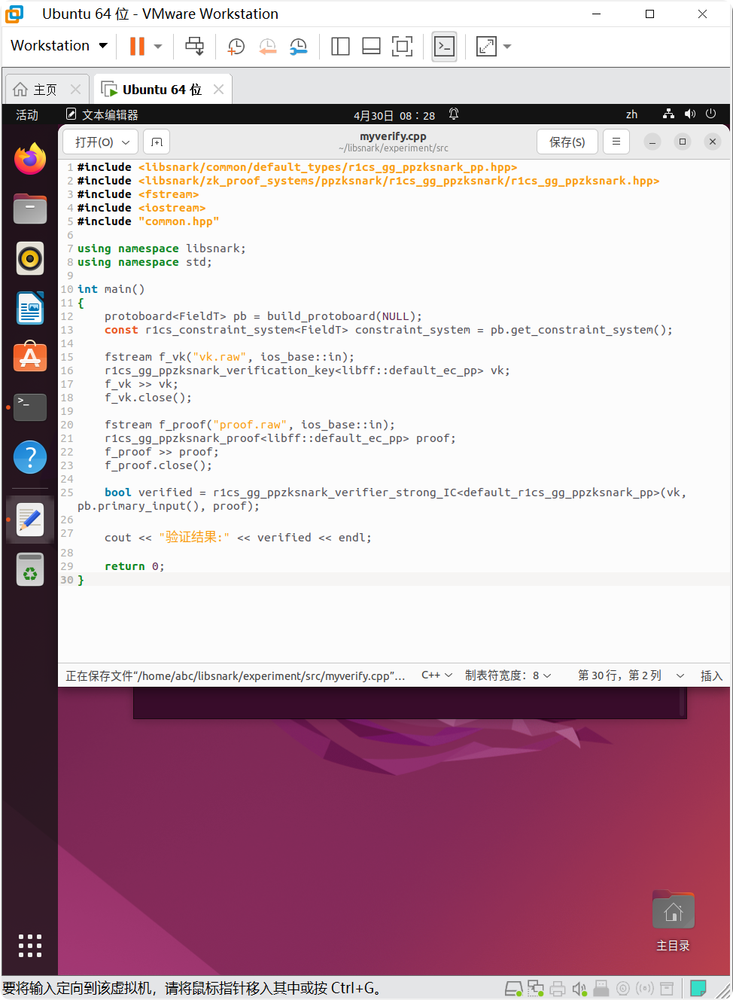 Ubuntu 64 位 - VMware Workstation
Workstation
主页
Ubuntu 64 位
活动
文本编辑器
4月30日 08：28
zh
打开(O)
myverify.cpp
~/libsnark/experiment/src
保存(S)
1 #include <libsnark/common/default_types/r1cs_gg_ppzksnark_pp.hpp>
2 #include <libsnark/zk_proof_systems/ppzksnark/r1cs_gg_ppzksnark/r1cs_gg_ppzksnark.hpp>
3 #include <fstream>
4 #include <iostream>
5 #include "common.hpp"
6
7 using namespace libsnark;
8 using namespace std;
9
10 int main()
11 {
12     protoboard<FieldT> pb = build_protoboard(NULL);
13     const r1cs_constraint_system<FieldT> constraint_system = pb.get_constraint_system();
14
15     fstream f_vk("vk.raw", ios_base::in);
16     r1cs_gg_ppzksnark_verification_key<libff::default_ec_pp> vk;
17     f_vk >> vk;
18     f_vk.close();
19
20     fstream f_proof("proof.raw", ios_base::in);
21     r1cs_gg_ppzksnark_proof<libff::default_ec_pp> proof;
22     f_proof >> proof;
23     f_proof.close();
24
25     bool verified = r1cs_gg_ppzksnark_verifier_strong_IC<default_r1cs_gg_ppzksnark_pp>(vk,
pb.primary_input(), proof);
26
27     cout << "验证结果:" << verified << endl;
28
29     return 0;
30 }
正在保存文件“/home/abc/libsnark/experiment/src/myverify.cpp”…
C++
制表符宽度：8
第 30 行，第 2 列
插入
主目录
要将输入定向到该虚拟机，请将鼠标指针移入其中或按 Ctrl+G。